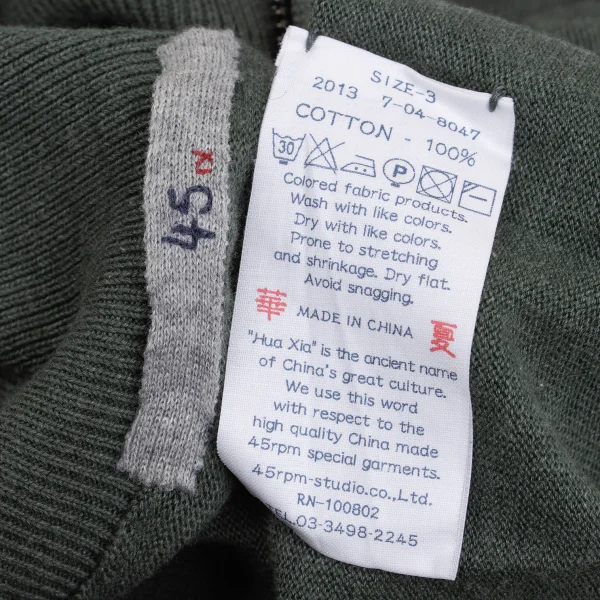 45R
SIZE-3
2013 7-04-8047
COTTON - 100%
30 P
Colored fabric products.
Wash with like colors.
Dry with like colors.
Prone to stretching
and shrinkage. Dry flat.
Avoid snagging.
華 MADE IN CHINA 夏
"Hua Xia" is the ancient name
of China's great culture.
We use this word
with respect to the
high quality China made
45rpm special garments.
45rpm-studio.co.,Ltd.
RN-100802
TEL.03-3498-2245